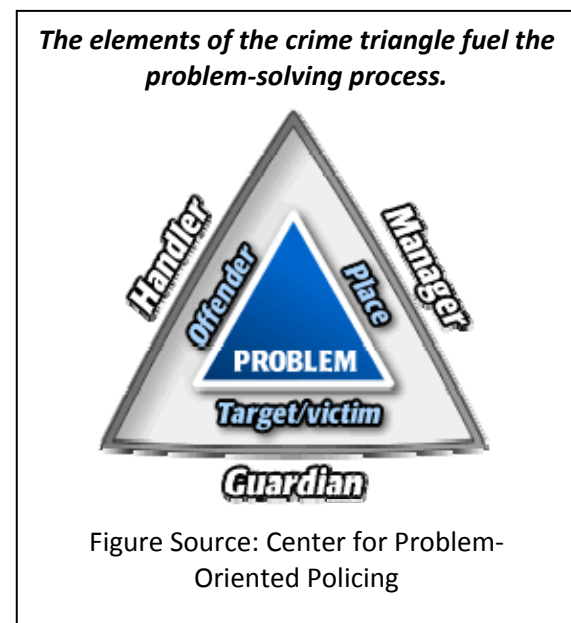 The elements of the crime triangle fuel the
problem-solving process.
Handler
Manager
Offender
Place
PROBLEM
Target/victim
Guardian
Figure Source: Center for Problem-
Oriented Policing